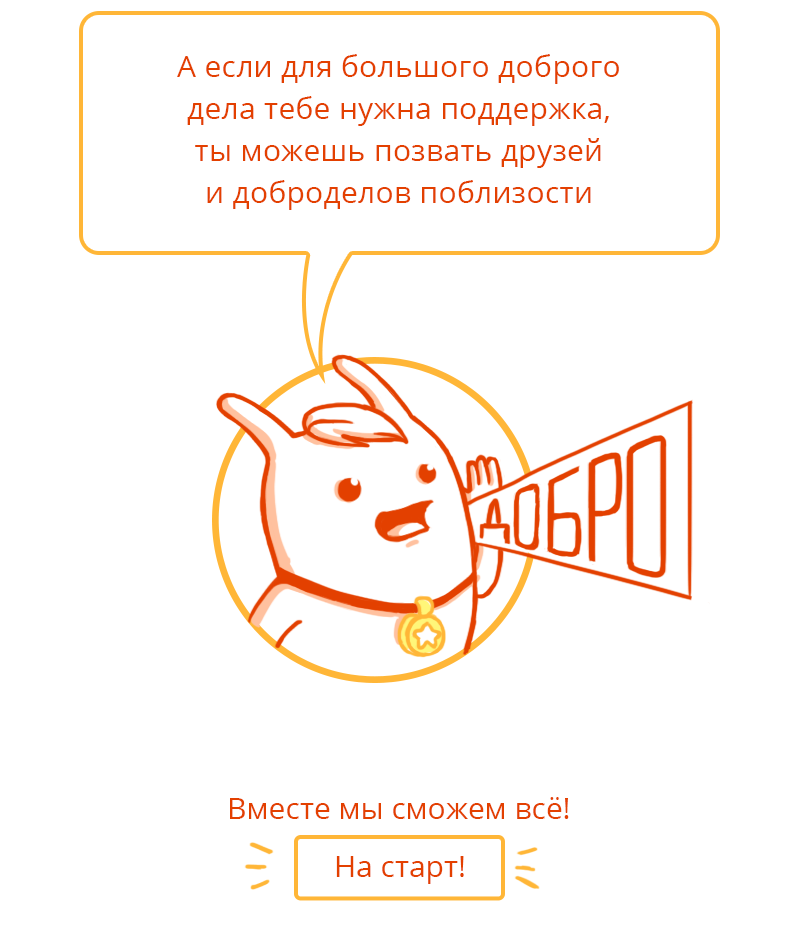 А если для большого доброго
дела тебе нужна поддержка,
ты можешь позвать друзей
и доброделов поблизости
ДОБРО
Вместе мы сможем всё!
На старт!